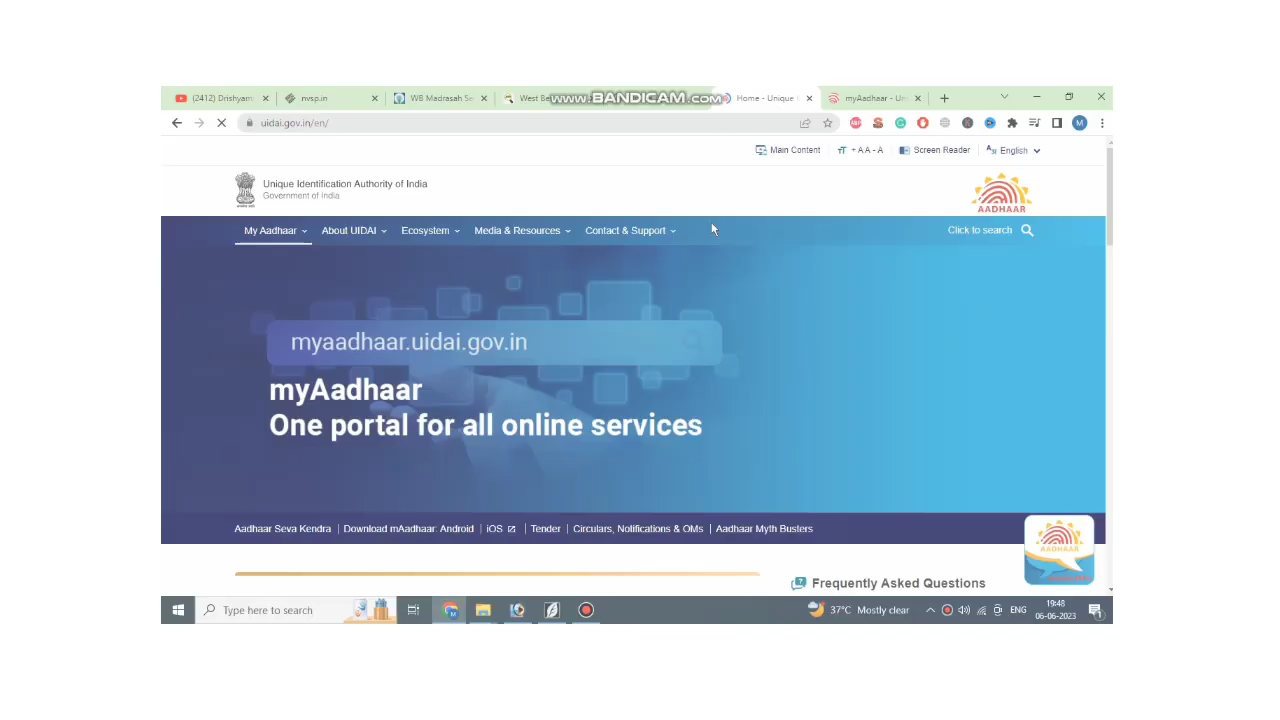 (2412) Drishyam
nvsp.in
WB Madrasah Se
West Be
www.BANDICAM.com
Home - Unique
myAadhaar - Un
uidai.gov.in/en/
Main Content
+ A A - A
Screen Reader
English
Unique Identification Authority of India
Government of India
AADHAAR
My Aadhaar
About UIDAI
Ecosystem
Media & Resources
Contact & Support
Click to search
myaadhaar.uidai.gov.in
myAadhaar
One portal for all online services
Aadhaar Seva Kendra | Download mAadhaar: Android | iOS | Tender | Circulars, Notifications & OMs | Aadhaar Myth Busters
AADHAAR
Frequently Asked Questions
Type here to search
37°C Mostly clear
ENG
19:48
06-06-2023